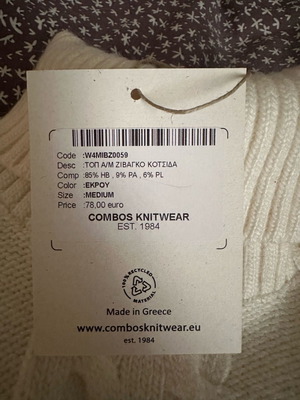 Code :W4MIBZ0059
Desc :ΤΟΠ Α/Μ ΖΙΒΑΓΚΟ ΚΟΤΣΙΔΑ
Comp :85% HB , 9% PA , 6% PL
Color :ΕΚΡΟΥ
Size :MEDIUM
Price :78,00 euro
COMBOS KNITWEAR
EST. 1984
100% RECYCLED
MATERIAL
Made in Greece
www.combosknitwear.eu
est. 1984